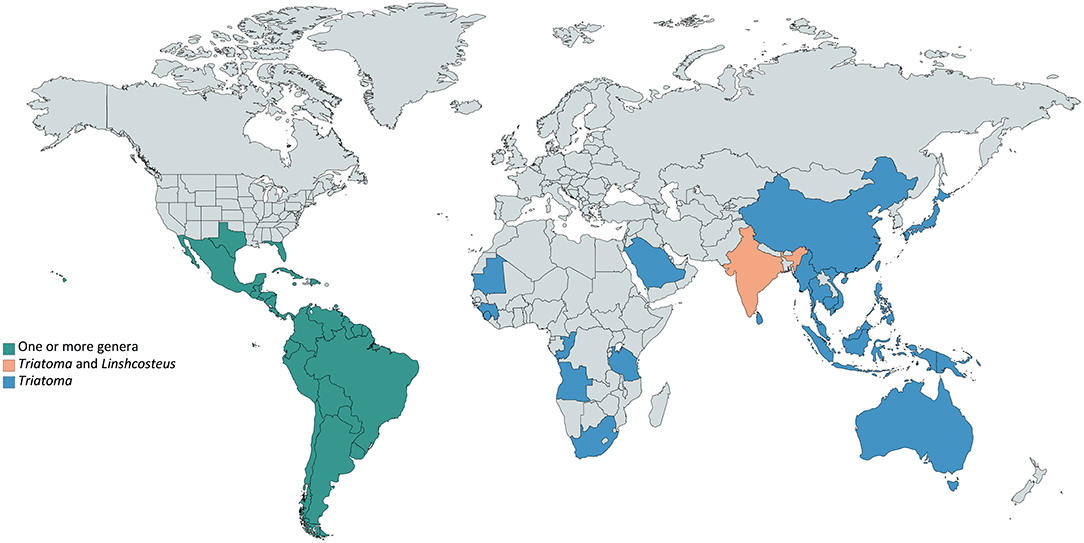 One or more genera
Triatoma and Linshcosteus
Triatoma